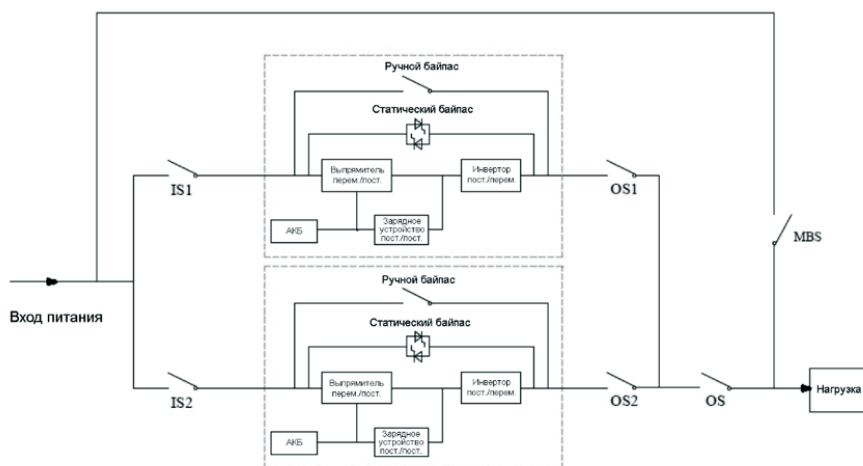 Ручной байпас
Статический байпас
Выпрямитель
перем./пост.
Инвертор
пост./перем.
IS1
OS1
АКБ
Зарядное
устройство
пост./пост.
MBS
Вход питания
Ручной байпас
Статический байпас
Выпрямитель
перем./пост.
Инвертор
пост./перем.
IS2
OS2
OS
Нагрузка
АКБ
Зарядное
устройство
пост./пост.